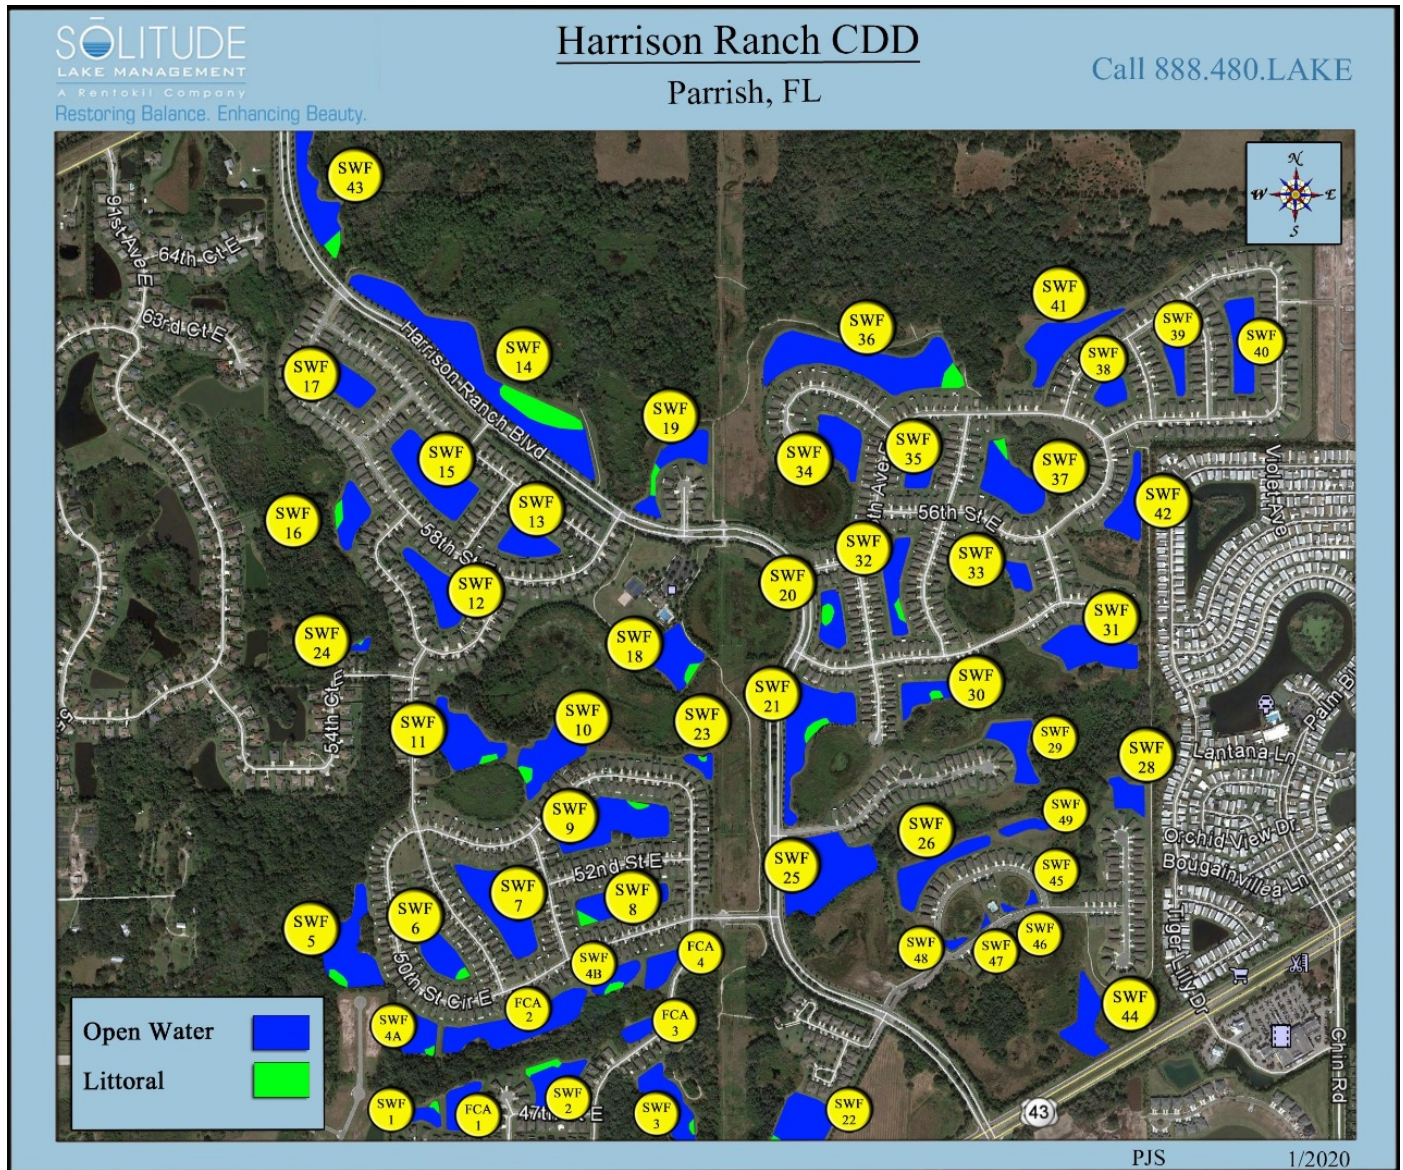 SŌLITUDE
LAKE MANAGEMENT
A Rentokil Company
Restoring Balance. Enhancing Beauty.
Harrison Ranch CDD
Parrish, FL
Call 888.480.LAKE
N
W E
S
SWF 43
91st Ave E
64th Ct E
63rd Ct E
SWF 41
SWF 36
SWF 39
SWF 40
SWF 38
SWF 14
SWF 17
Harrison Ranch Blvd
SWF 19
SWF 15
SWF 34
SWF 35
SWF 37
SWF 42
Violet Ave
SWF 16
SWF 13
56th St E
58th S
SWF 32
SWF 33
SWF 12
SWF 20
SWF 31
SWF 24
SWF 18
54th Ct
SWF 21
SWF 30
SWF 11
SWF 10
SWF 23
SWF 29
SWF 28
Lantana Ln
SWF 9
SWF 26
SWF 49
Orchid View Dr
Bougainvillea Ln
52nd St E
SWF 25
SWF 45
SWF 7
SWF 8
SWF 6
SWF 5
SWF 46
SWF 47
SWF 48
Tiger Lilly Dr
50th St Cir E
SWF 4B
FCA 4
SWF 44
FCA 2
SWF 4A
FCA 3
Open Water
Littoral
Chin Rd
SWF 1
FCA 1
47th
SWF 2
SWF 3
SWF 22
43
PJS
1/2020